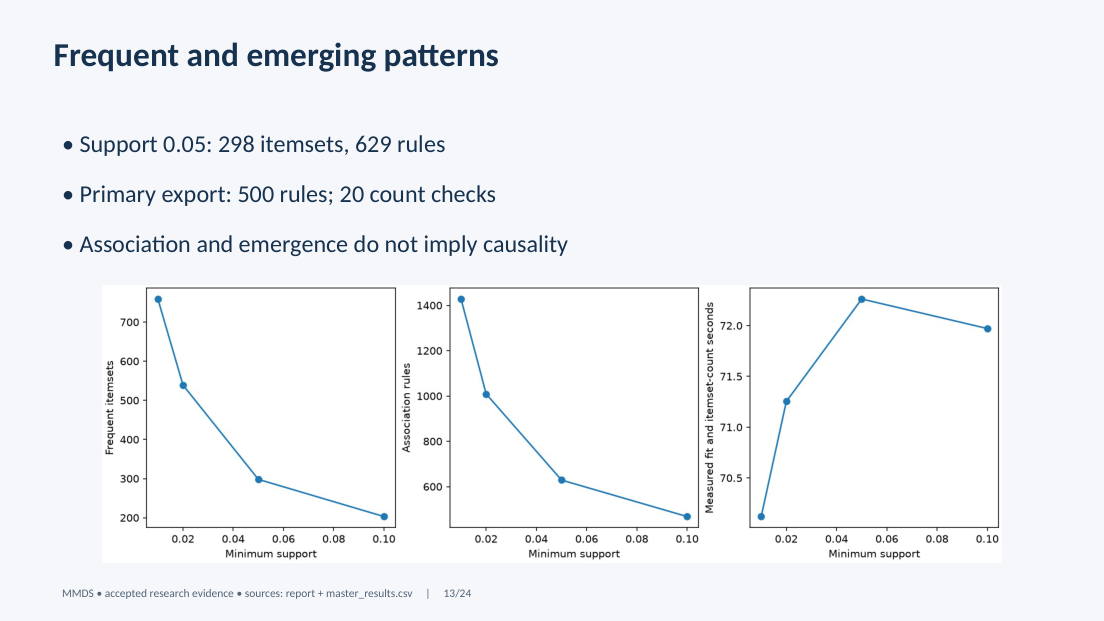 Frequent and emerging patterns
• Support 0.05: 298 itemsets, 629 rules
• Primary export: 500 rules; 20 count checks
• Association and emergence do not imply causality
Frequent itemsets
700
600
500
400
300
200
0.02 0.04 0.06 0.08 0.10
Minimum support
Association rules
1400
1200
1000
800
600
0.02 0.04 0.06 0.08 0.10
Minimum support
Measured fit and itemset-count seconds
72.0
71.5
71.0
70.5
0.02 0.04 0.06 0.08 0.10
Minimum support
MMDS • accepted research evidence • sources: report + master_results.csv | 13/24